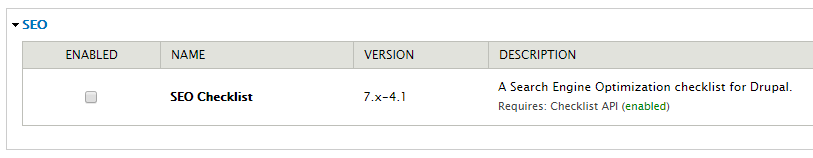 SEO
ENABLED NAME VERSION DESCRIPTION
SEO Checklist 7.x-4.1 A Search Engine Optimization checklist for Drupal.
Requires: Checklist API (enabled)